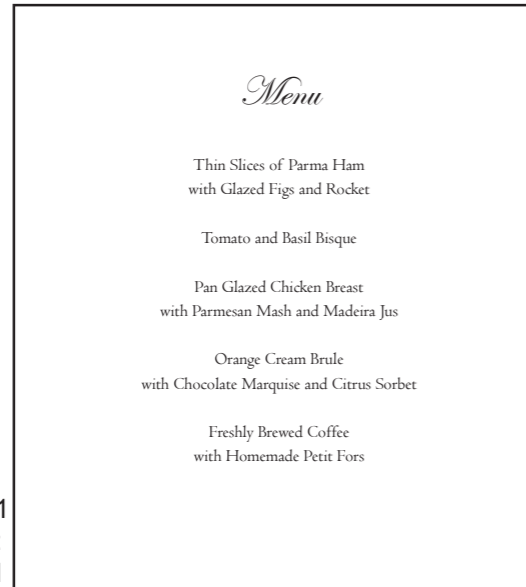 Menu
Thin Slices of Parma Ham
with Glazed Figs and Rocket
Tomato and Basil Bisque
Pan Glazed Chicken Breast
with Parmesan Mash and Madeira Jus
Orange Cream Brule
with Chocolate Marquise and Citrus Sorbet
Freshly Brewed Coffee
with Homemade Petit Fors